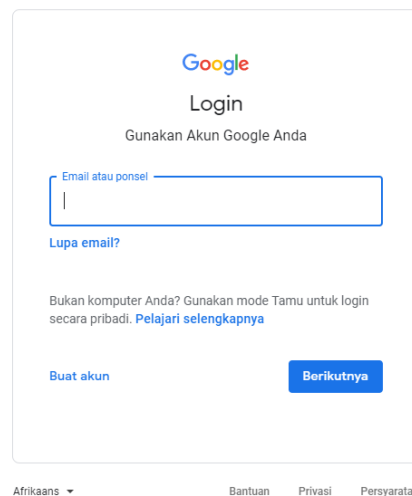 Google
Login
Gunakan Akun Google Anda
Email atau ponsel
Lupa email?
Bukan komputer Anda? Gunakan mode Tamu untuk login
secara pribadi. Pelajari selengkapnya
Buat akun Berikutnya
Afrikaans Bantuan Privasi Persyarata